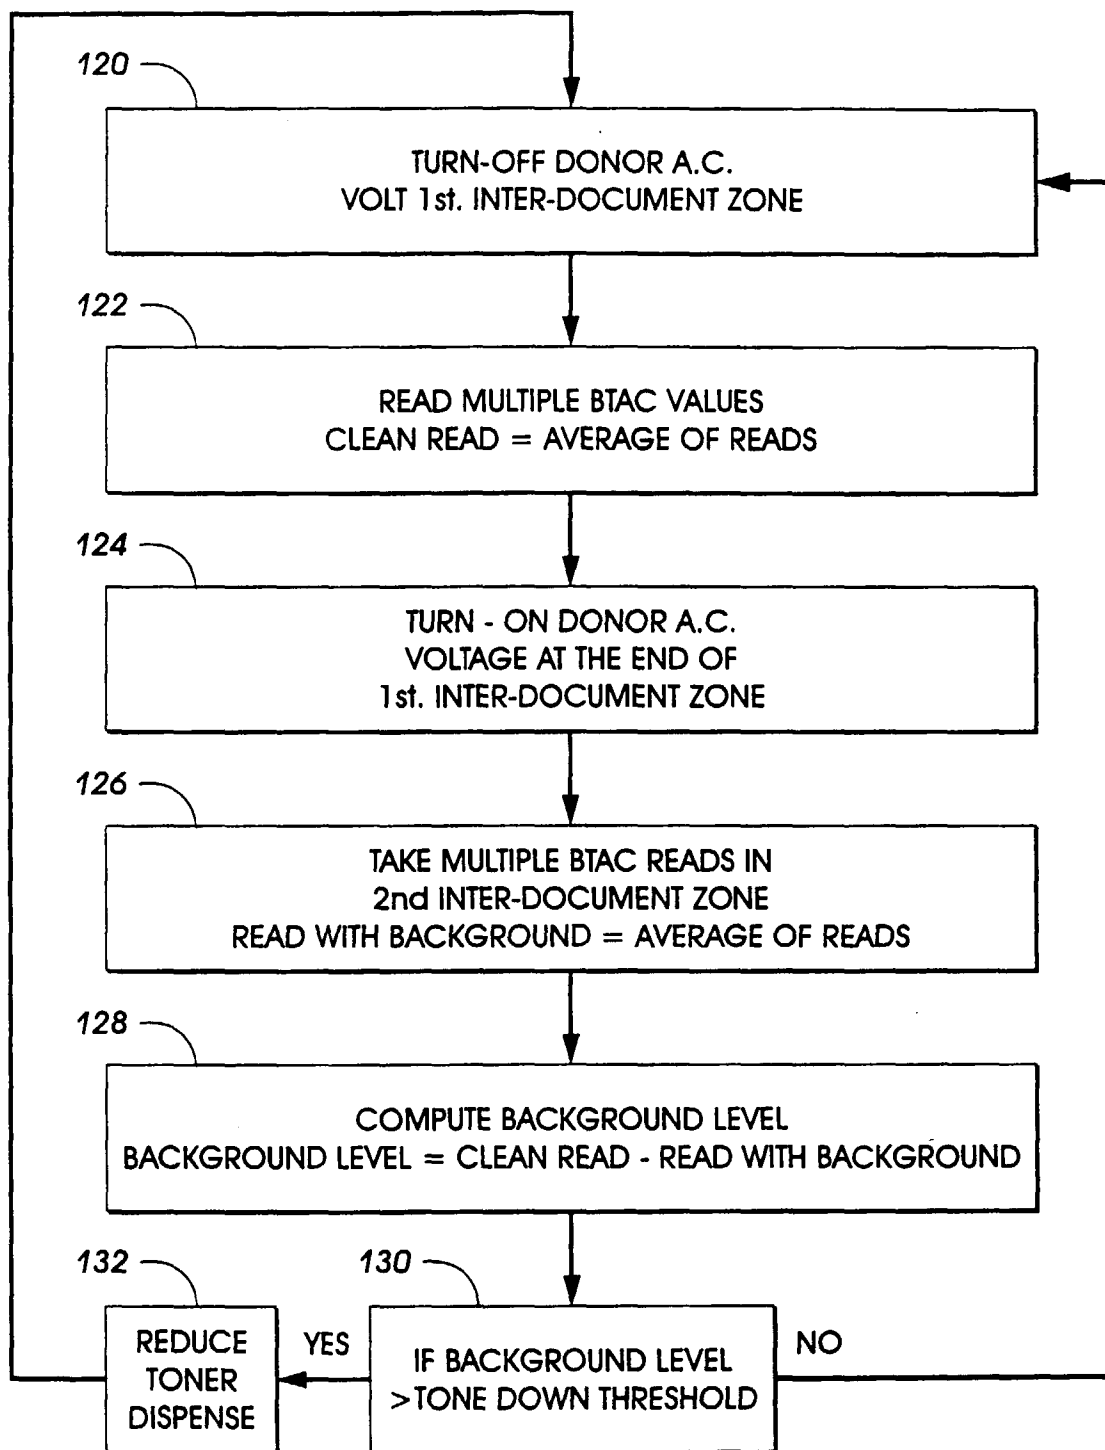 120
TURN-OFF DONOR A.C.
VOLT 1st. INTER-DOCUMENT ZONE
122
READ MULTIPLE BTAC VALUES
CLEAN READ = AVERAGE OF READS
124
TURN - ON DONOR A.C.
VOLTAGE AT THE END OF
1st. INTER-DOCUMENT ZONE
126
TAKE MULTIPLE BTAC READS IN
2nd INTER-DOCUMENT ZONE
READ WITH BACKGROUND = AVERAGE OF READS
128
COMPUTE BACKGROUND LEVEL
BACKGROUND LEVEL = CLEAN READ - READ WITH BACKGROUND
132
REDUCE
TONER
DISPENSE
YES
130
IF BACKGROUND LEVEL
>TONE DOWN THRESHOLD
NO